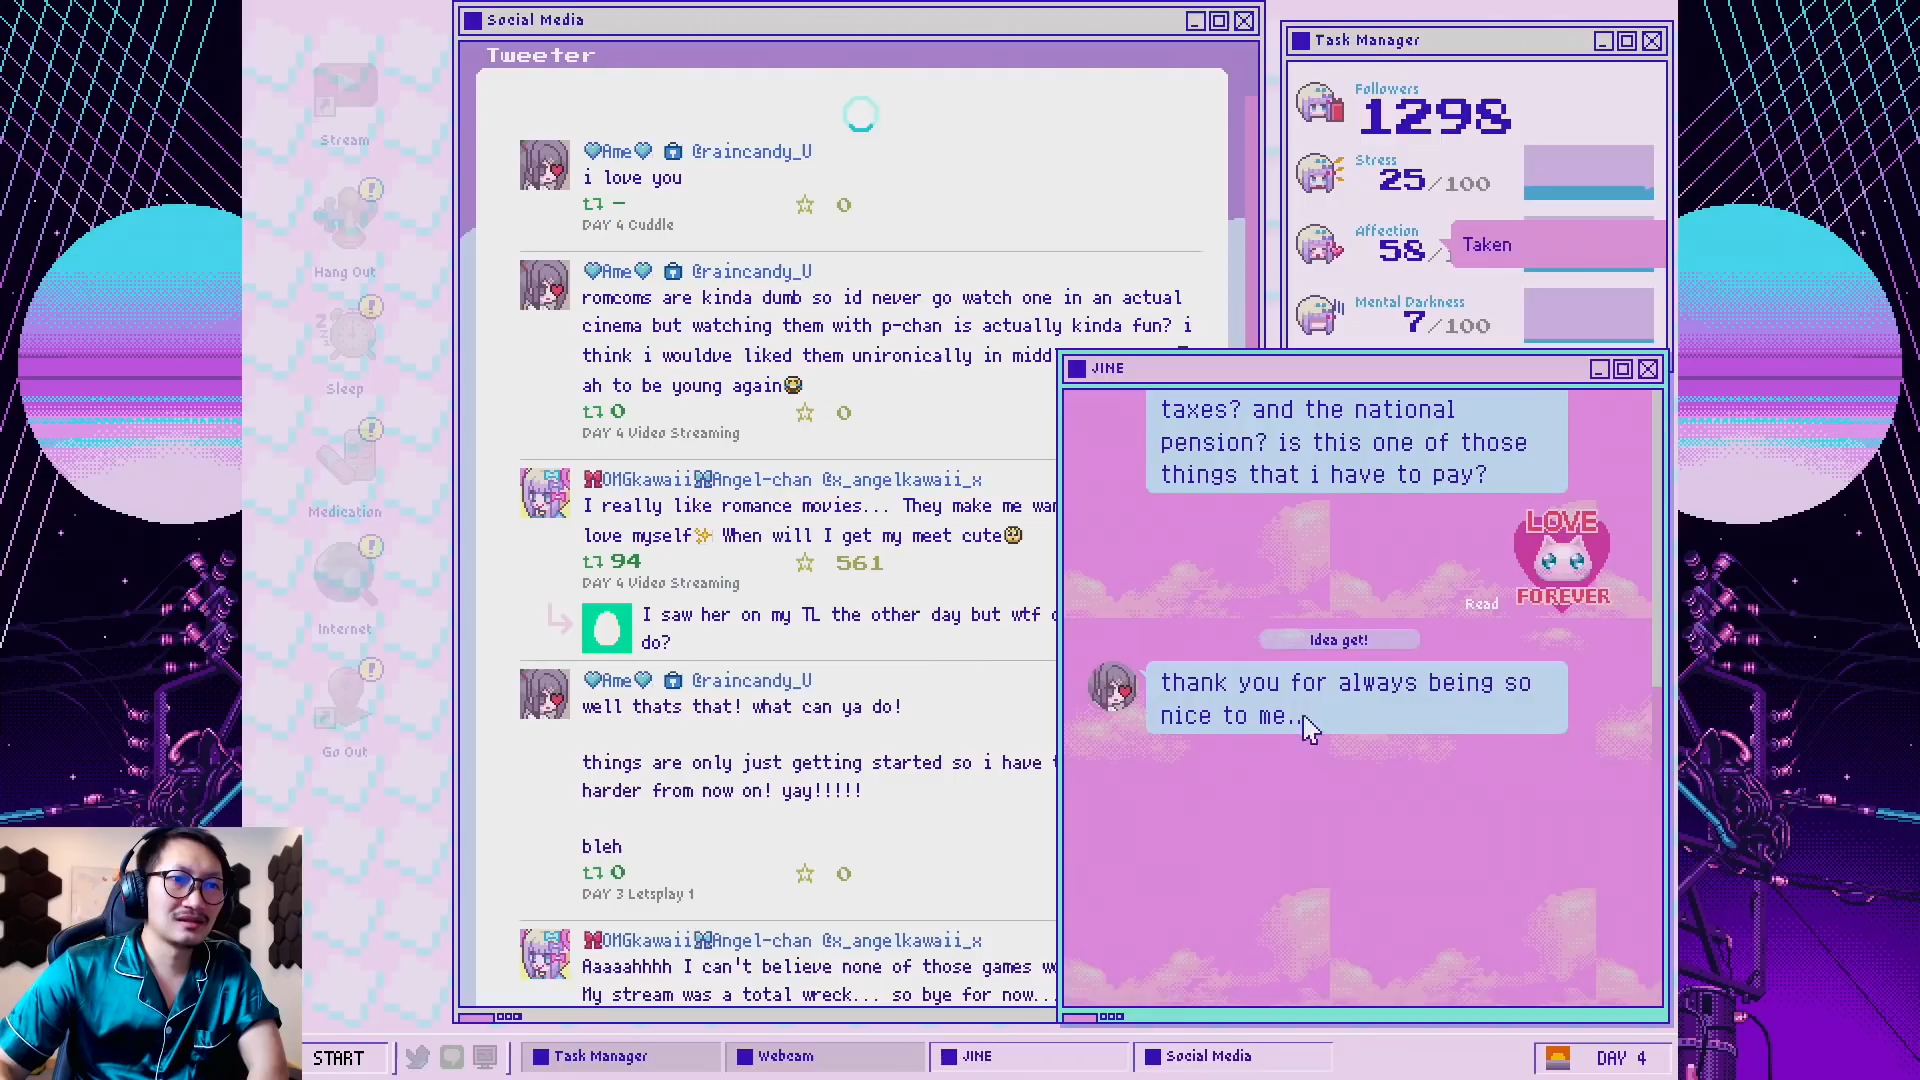 Social Media
Tweeter
Ame @raincandy_U
i love you
–
0
DAY 4 Cuddle
Ame @raincandy_U
romcoms are kinda dumb so id never go watch one in an actual
cinema but watching them with p-chan is actually kinda fun? i
think i wouldve liked them unironically in midd
ah to be young again
0
0
DAY 4 Video Streaming
OMGkawaiiAngel-chan @x_angelkawaii_x
I really like romance movies... They make me wan
love myself When will I get my meet cute
94
561
DAY 4 Video Streaming
I saw her on my TL the other day but wtf
do?
Ame @raincandy_U
well thats that! what can ya do!
things are only just getting started so i have
harder from now on! yay!!!!!
bleh
0
0
DAY 3 Letsplay 1
OMGkawaiiAngel-chan @x_angelkawaii_x
Aaaaahhhh I can't believe none of those games w
My stream was a total wreck... so bye for now...
Stream
Hang Out
Sleep
Medication
Internet
Go Out
Task Manager
Followers
1298
Stress
25/100
Affection
58/
Taken
Mental Darkness
7/100
JINE
taxes? and the national
pension? is this one of those
things that i have to pay?
LOVE
FOREVER
Read
Idea get!
thank you for always being so
nice to me..
START
Task Manager
Webcam
JINE
Social Media
DAY 4